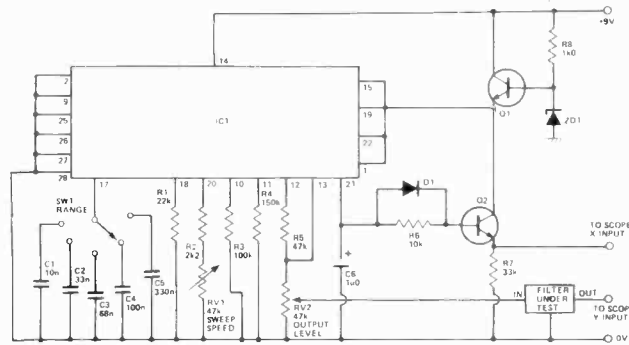 +9V
14
R8
1k0
2
9
25
26
27
28
IC1
15
19
22
1
Q1
ZD1
17
18
20
10
11
12
13
21
SW1
RANGE
R1
22k
R4
150k
D1
Q2
R2
2k2
R3
100k
R5
47k
R6
10k
TO SCOPE
X INPUT
C1
10n
C2
33n
C3
68n
C4
100n
C5
330n
RV1
47k
SWEEP
SPEED
RV2
47k
OUTPUT
LEVEL
C6
1u0
+
R7
33k
IN
FILTER
UNDER
TEST
OUT
TO SCOPE
Y INPUT
0V